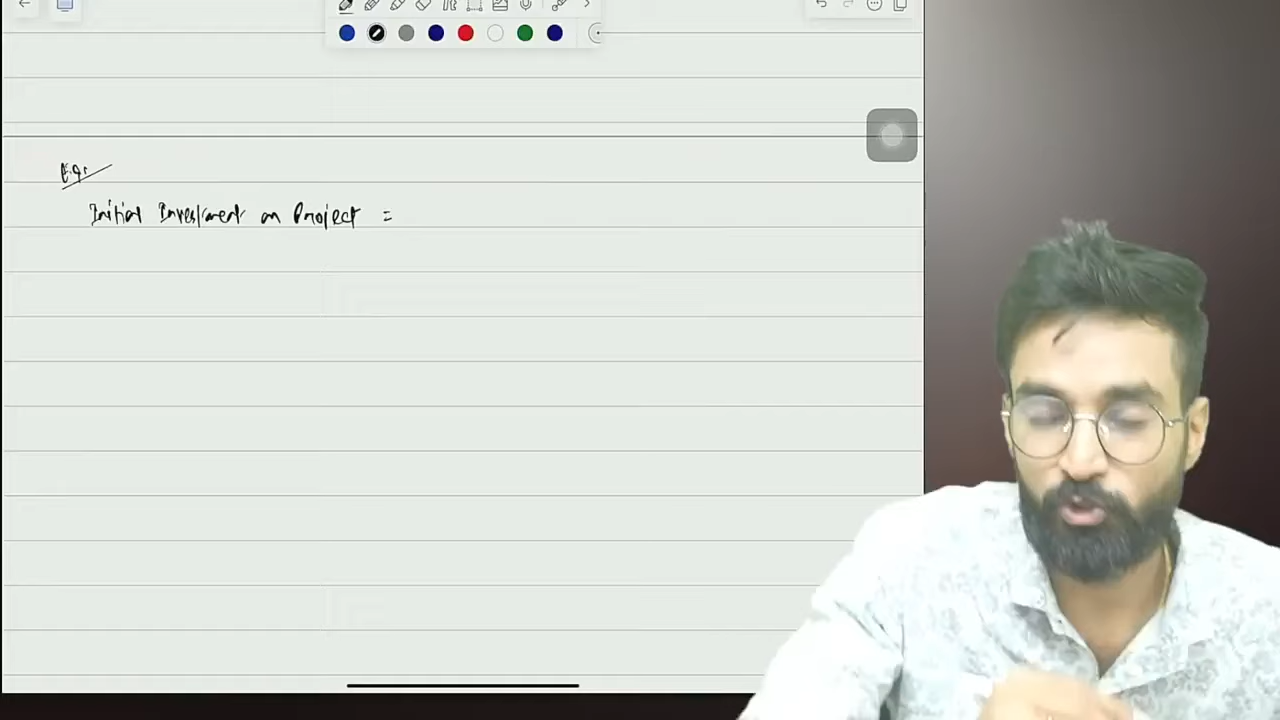 Eg:
Initial Investment on Project =